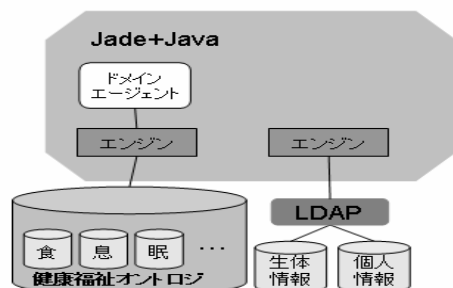 Jade+Java
ドメイン
エージェント
エンジン
エンジン
LDAP
食
息
眠
…
健康福祉オントロジ
生体
情報
個人
情報